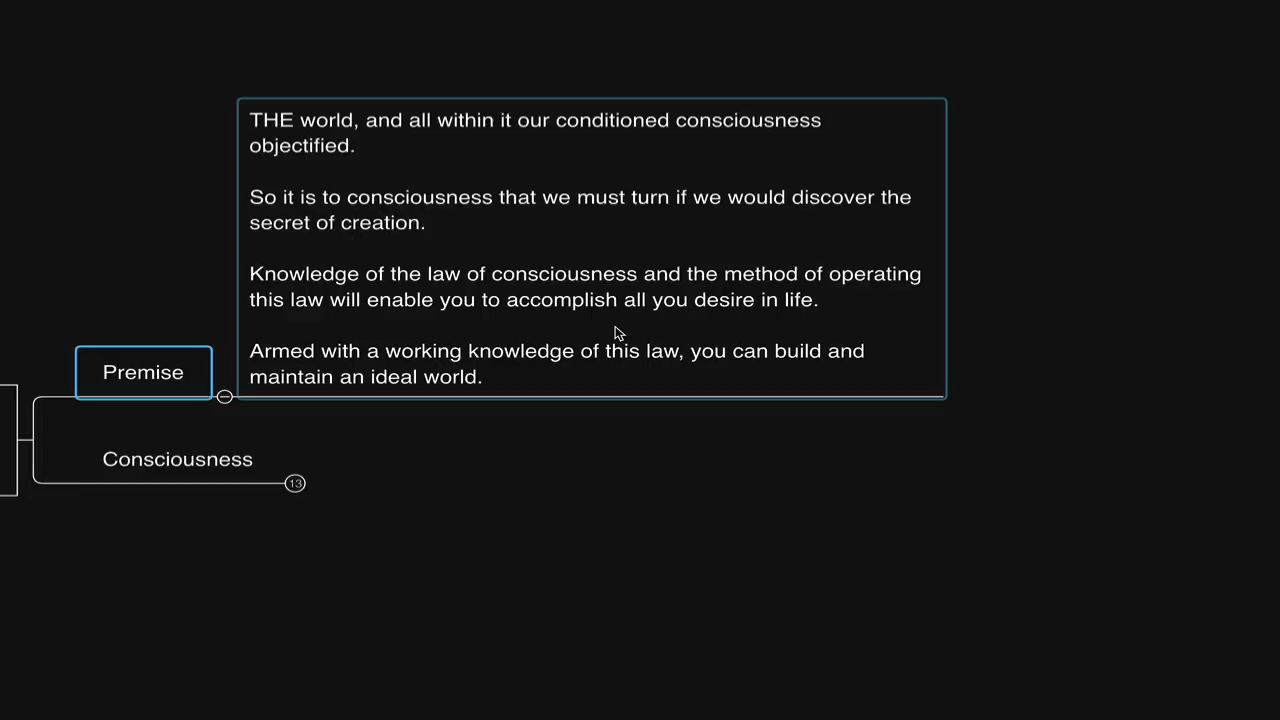 THE world, and all within it our conditioned consciousness
objectified.
So it is to consciousness that we must turn if we would discover the
secret of creation.
Knowledge of the law of consciousness and the method of operating
this law will enable you to accomplish all you desire in life.
Armed with a working knowledge of this law, you can build and
maintain an ideal world.
Premise
Consciousness
13